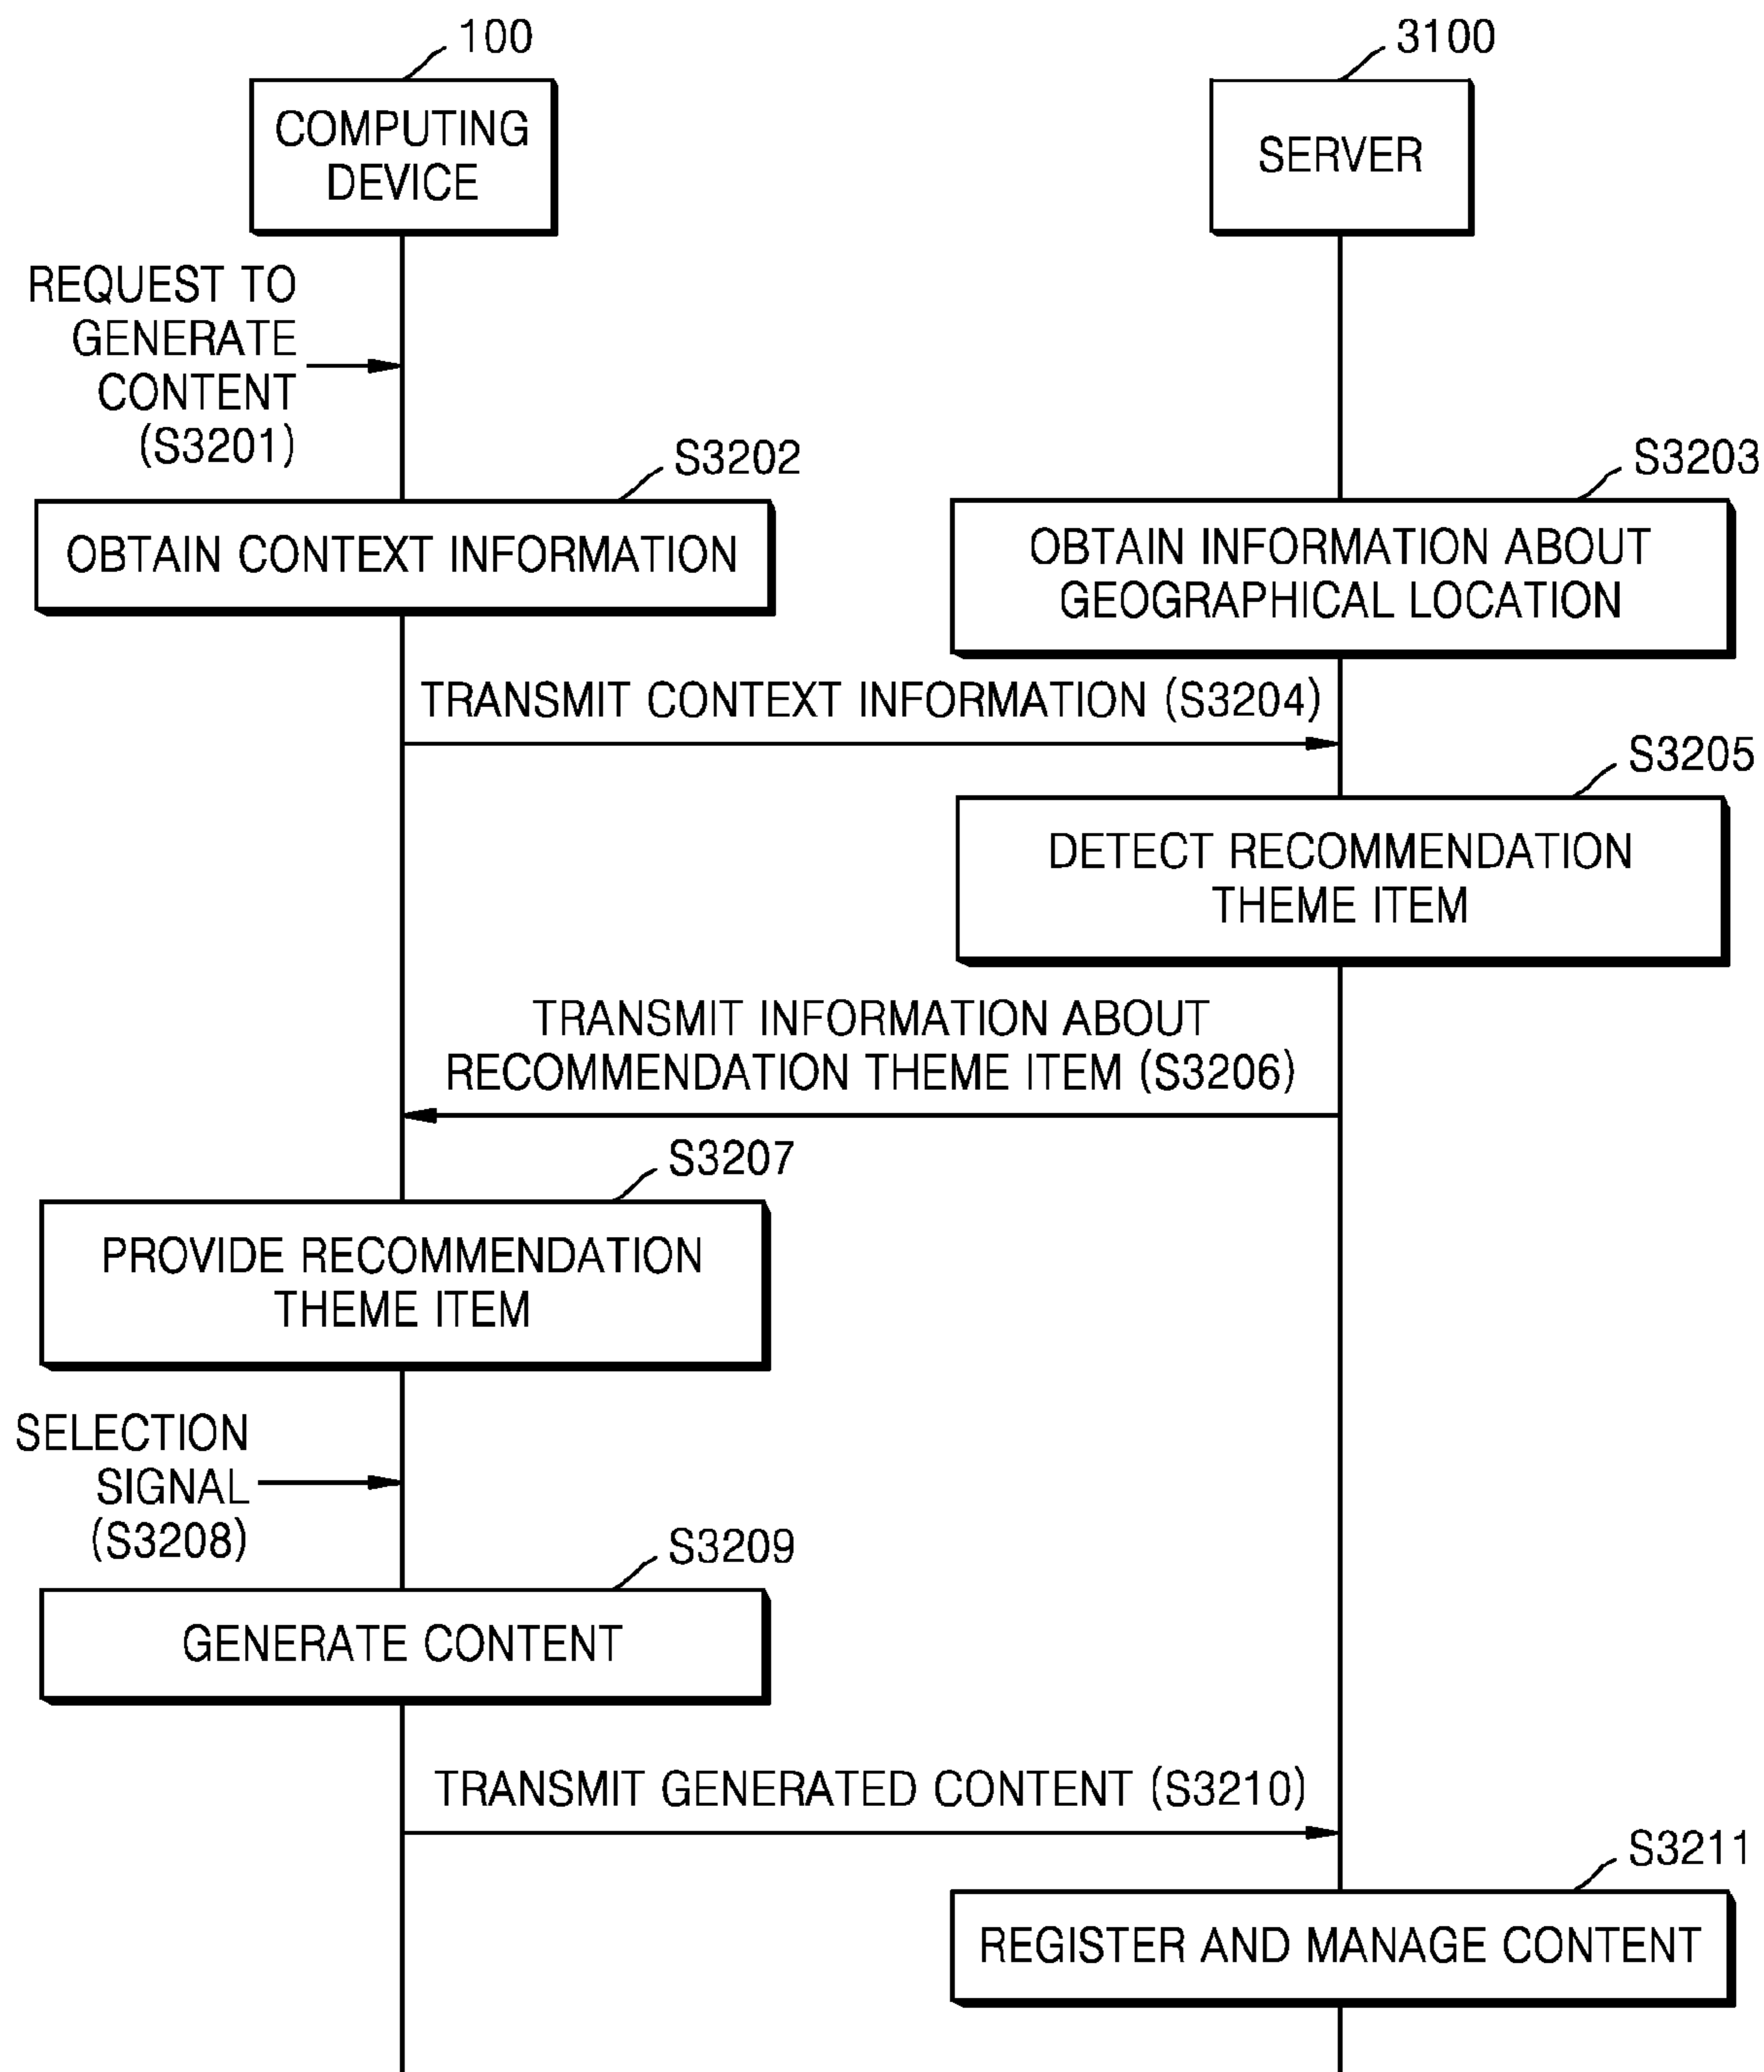 100
3100
COMPUTING
DEVICE
SERVER
REQUEST TO
GENERATE
CONTENT
(S3201)
S3202
S3203
OBTAIN CONTEXT INFORMATION
OBTAIN INFORMATION ABOUT
GEOGRAPHICAL LOCATION
TRANSMIT CONTEXT INFORMATION (S3204)
S3205
DETECT RECOMMENDATION
THEME ITEM
TRANSMIT INFORMATION ABOUT
RECOMMENDATION THEME ITEM (S3206)
S3207
PROVIDE RECOMMENDATION
THEME ITEM
SELECTION
SIGNAL
(S3208)
S3209
GENERATE CONTENT
TRANSMIT GENERATED CONTENT (S3210)
S3211
REGISTER AND MANAGE CONTENT